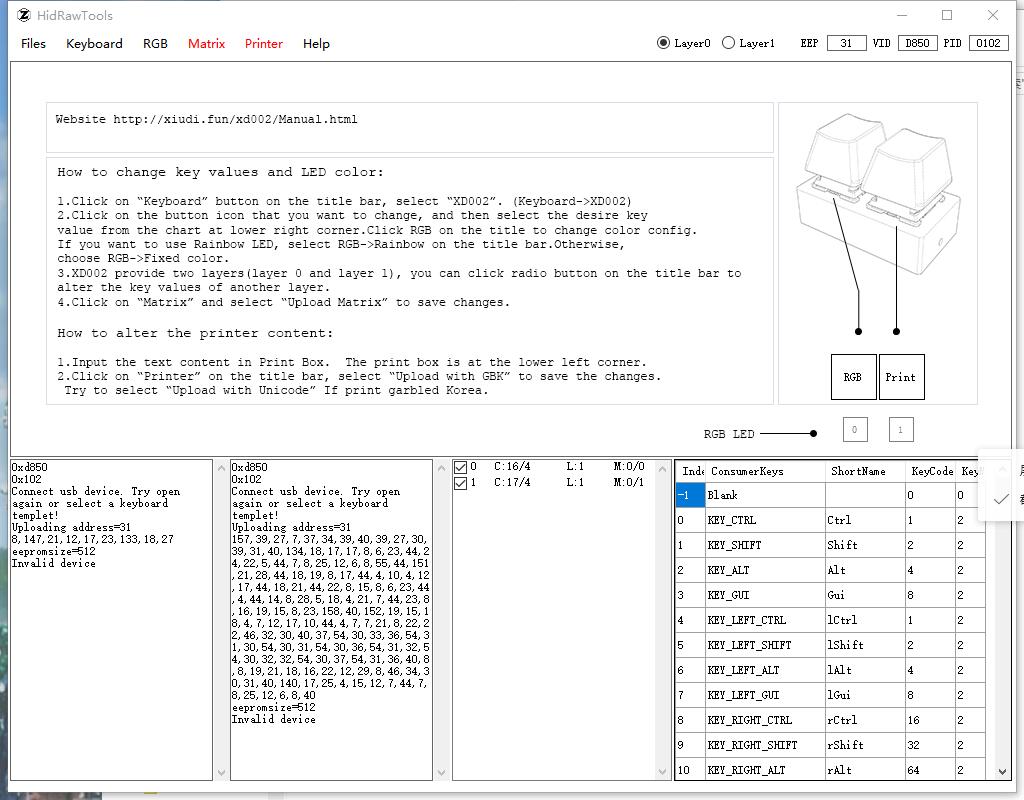 HidRawTools
Files Keyboard RGB Matrix Printer Help Layer0 Layer1 EEP 31 VID D850 PID 0102
Website http://xiudi.fun/xd002/Manual.html
How to change key values and LED color:
1.Click on “Keyboard” button on the title bar, select “XD002”. (Keyboard->XD002)
2.Click on the button icon that you want to change, and then select the desire key
value from the chart at lower right corner.Click RGB on the title to change color config.
If you want to use Rainbow LED, select RGB->Rainbow on the title bar.Otherwise,
choose RGB->Fixed color.
3.XD002 provide two layers(layer 0 and layer 1), you can click radio button on the title bar to
alter the key values of another layer.
4.Click on “Matrix” and select “Upload Matrix” to save changes.
How to alter the printer content:
1.Input the text content in Print Box.  The print box is at the lower left corner.
2.Click on “Printer” on the title bar, select “Upload with GBK” to save the changes.
Try to select “Upload with Unicode” If print garbled Korea.
RGB Print
RGB LED 0 1
0xd850
0x102
Connect usb device. Try open
again or select a keyboard
templet!
Uploading address=31
8,147,21,12,17,23,133,18,27
eepromsize=512
Invalid device
0xd850
0x102
Connect usb device. Try open
again or select a keyboard
templet!
Uploading address=31
157,39,27,7,37,34,39,40,39,27,30,
39,31,40,134,18,17,17,8,6,23,44,2
4,22,5,44,7,8,25,12,6,8,55,44,151
,21,28,44,18,19,8,17,44,4,10,4,12
,17,44,18,21,44,22,8,15,8,6,23,44
,4,44,14,8,28,5,18,4,21,7,44,23,8
,16,19,15,8,23,158,40,152,19,15,1
8,4,7,12,17,10,44,4,7,7,21,8,22,2
2,46,32,30,40,37,54,30,33,36,54,3
1,30,54,30,31,54,30,36,54,31,32,5
4,30,32,32,54,30,37,54,31,36,40,8
,8,19,21,18,16,22,12,29,8,46,34,3
0,31,40,140,17,25,4,15,12,7,44,7,
8,25,12,6,8,40
eepromsize=512
Invalid device
0 C:16/4 L:1 M:0/0
1 C:17/4 L:1 M:0/1
Inde ConsumerKeys ShortName KeyCode
-1 Blank 0 0
0 KEY_CTRL Ctrl 1 2
1 KEY_SHIFT Shift 2 2
2 KEY_ALT Alt 4 2
3 KEY_GUI Gui 8 2
4 KEY_LEFT_CTRL lCtrl 1 2
5 KEY_LEFT_SHIFT lShift 2 2
6 KEY_LEFT_ALT lAlt 4 2
7 KEY_LEFT_GUI lGui 8 2
8 KEY_RIGHT_CTRL rCtrl 16 2
9 KEY_RIGHT_SHIFT rShift 32 2
10 KEY_RIGHT_ALT rAlt 64 2